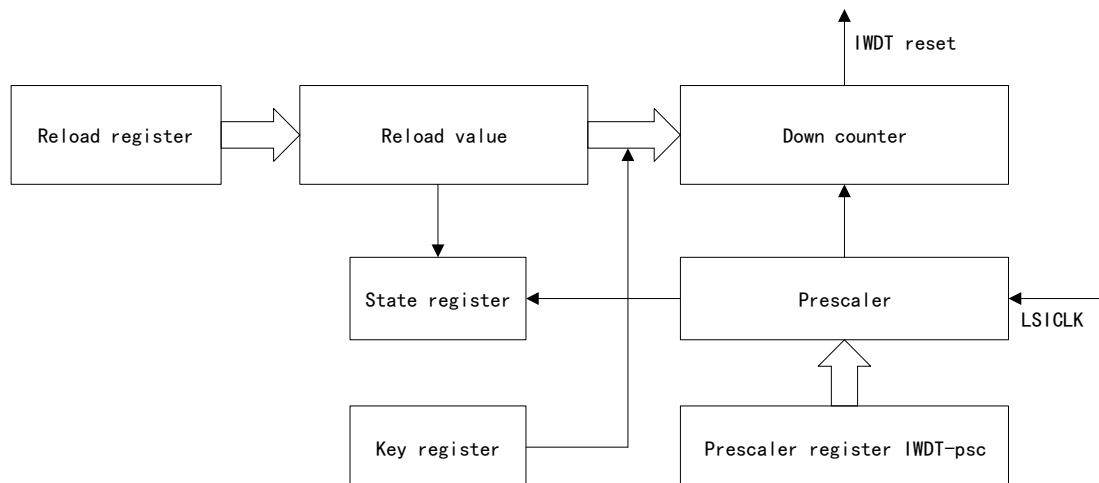 IWDT reset
Reload register
Reload value
Down counter
State register
Prescaler
LSICLK
Key register
Prescaler register IWDT-psc